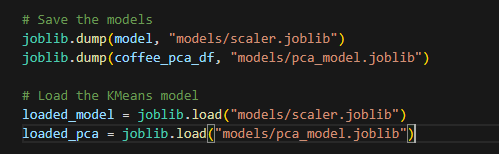 # Save the models
joblib.dump(model, "models/scaler.joblib")
joblib.dump(coffee_pca_df, "models/pca_model.joblib")
# Load the KMeans model
loaded_model = joblib.load("models/scaler.joblib")
loaded_pca = joblib.load("models/pca_model.joblib")